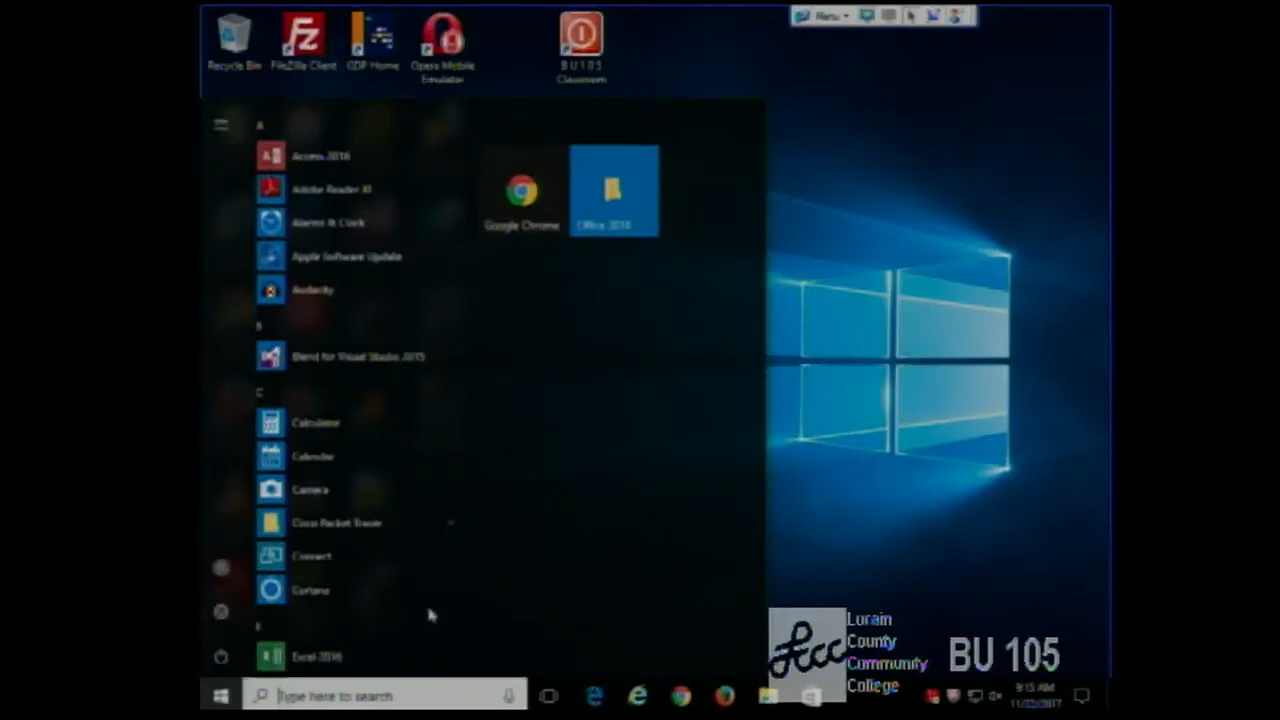 Menu
Recycle Bin
FileZilla Client
GDP Home
Opera Mobile
Emulator
BU105
Classroom
A
Access 2016
Adobe Reader XI
Alarms & Clock
Apple Software Update
Audacity
B
Blend for Visual Studio 2015
C
Calculator
Calendar
Camera
Cisco Packet Tracer
Connect
Cortana
E
Excel 2016
Google Chrome
Office 2016
Type here to search
Lorain
County
Community
College
BU 105
9:15 AM
11/22/2017